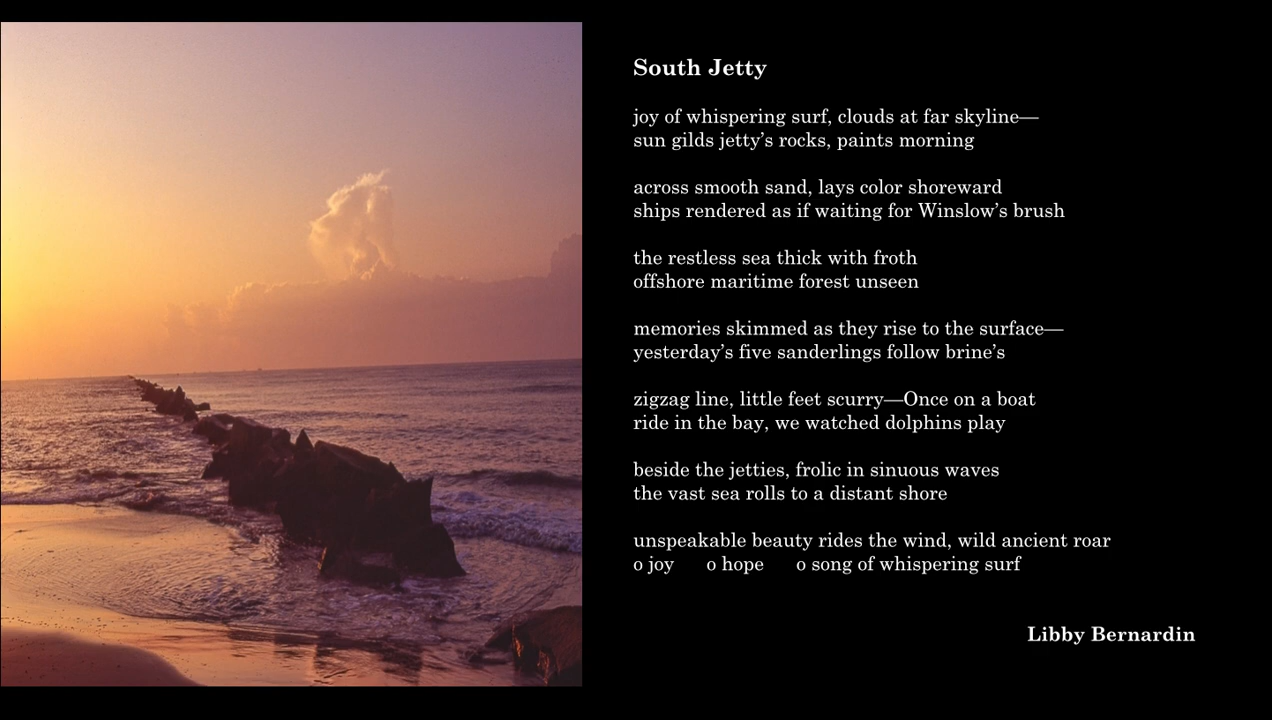 South Jetty
joy of whispering surf, clouds at far skyline—
sun gilds jetty’s rocks, paints morning
across smooth sand, lays color shoreward
ships rendered as if waiting for Winslow’s brush
the restless sea thick with froth
offshore maritime forest unseen
memories skimmed as they rise to the surface—
yesterday’s five sanderlings follow brine’s
zigzag line, little feet scurry—Once on a boat
ride in the bay, we watched dolphins play
beside the jetties, frolic in sinuous waves
the vast sea rolls to a distant shore
unspeakable beauty rides the wind, wild ancient roar
o joy o hope o song of whispering surf
Libby Bernardin